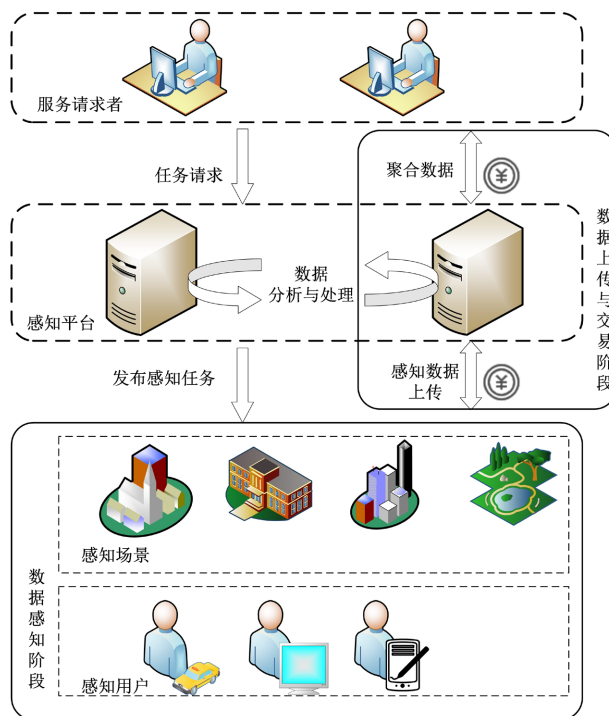 服务请求者
任务请求
聚合数据
¥
数据上传与交易阶段
数据
分析与处理
感知平台
发布感知任务
感知数据
上传
¥
感知场景
数据感知阶段
感知用户